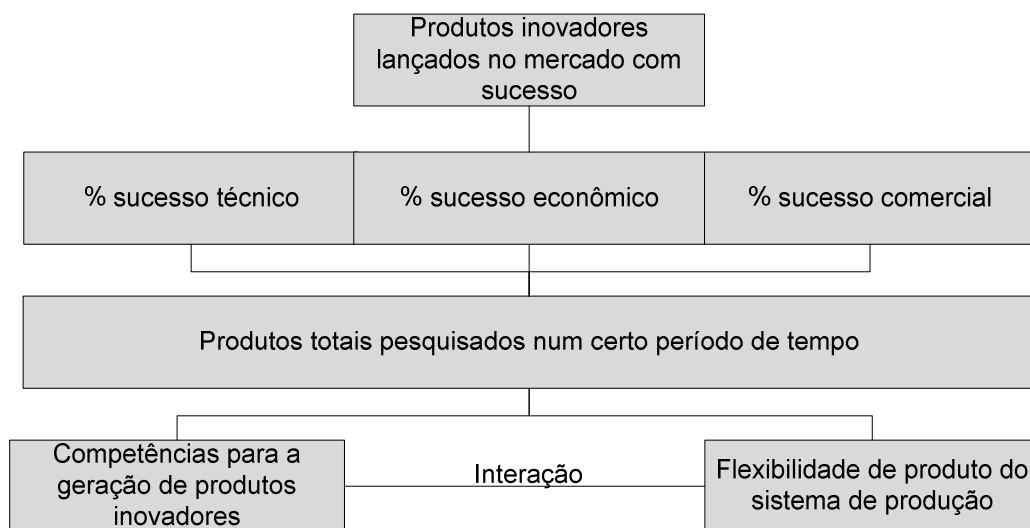 Produtos inovadores
lançados no mercado com
sucesso
% sucesso técnico
% sucesso econômico
% sucesso comercial
Produtos totais pesquisados num certo período de tempo
Competências para a
geração de produtos
inovadores
Interação
Flexibilidade de produto do
sistema de produção